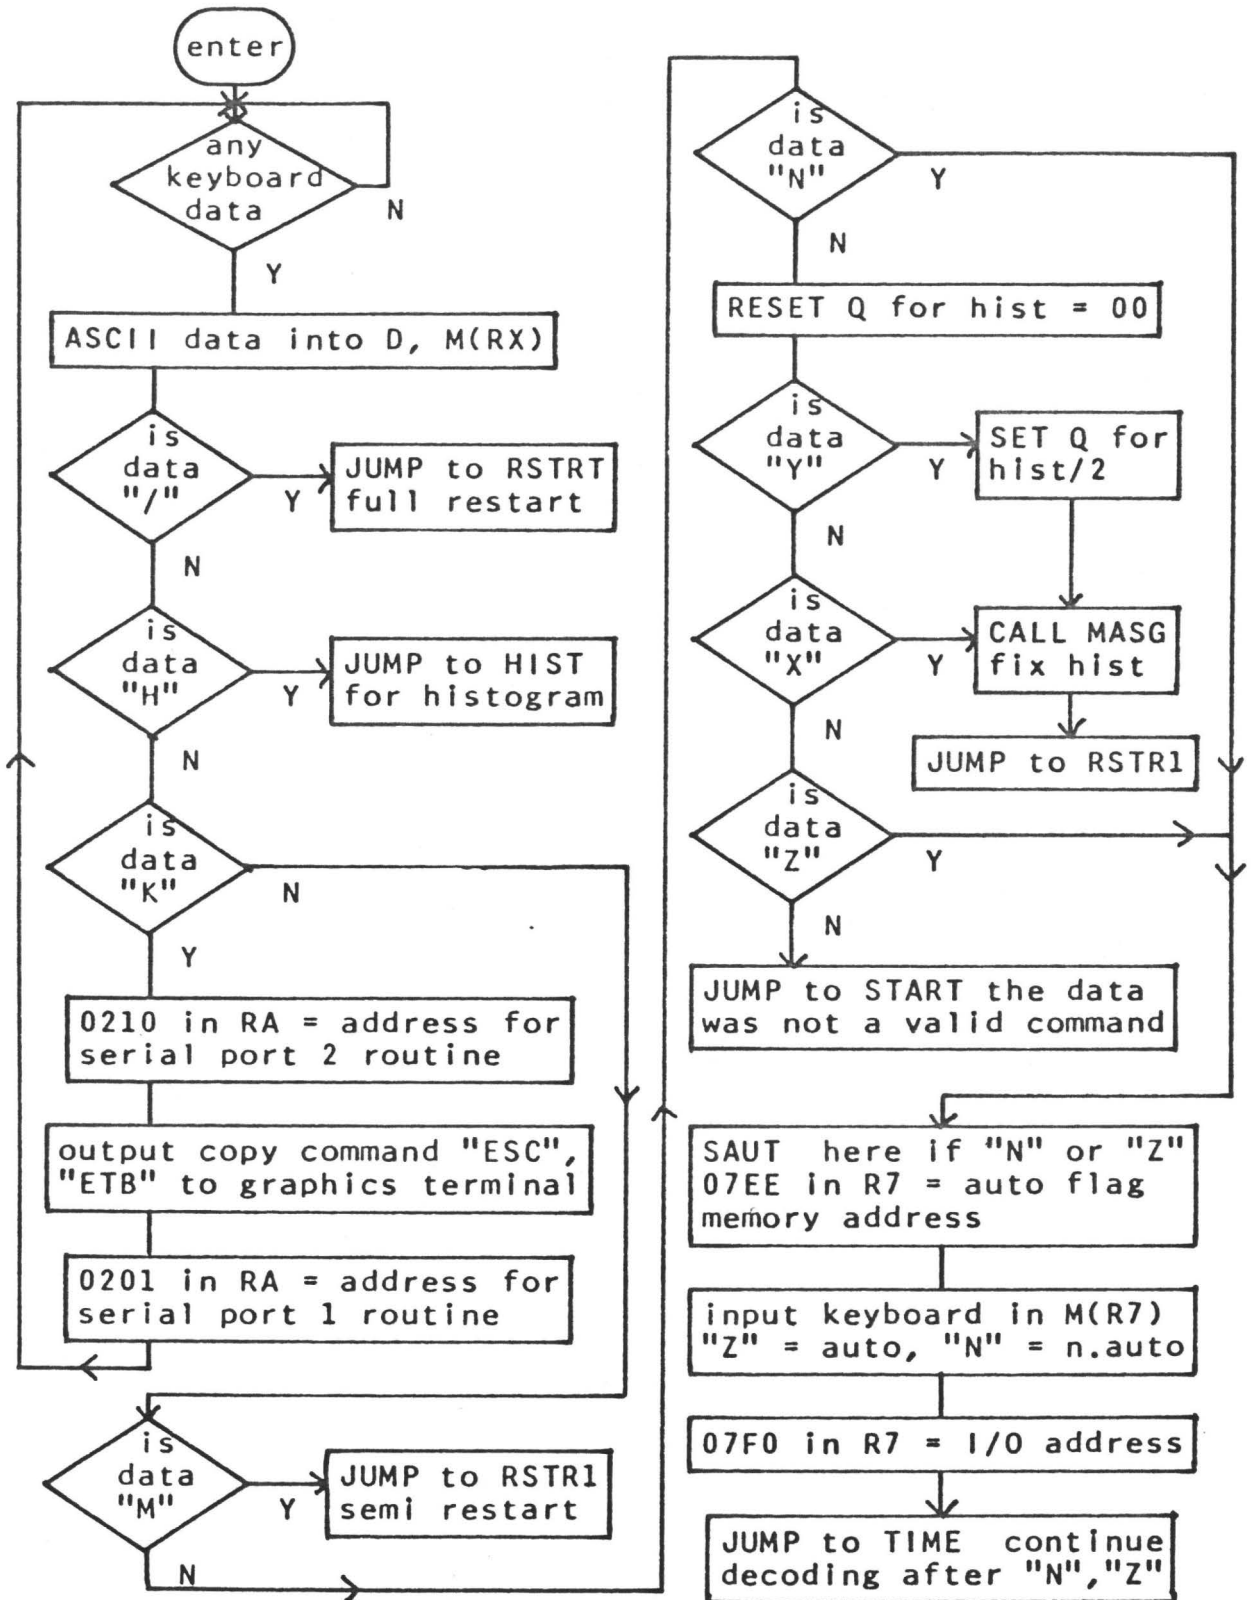 enter
any
keyboard
data
N
Y
ASCII data into D, M(RX)
is
data
"/"
Y
JUMP to RSTRT
full restart
N
is
data
"H"
Y
JUMP to HIST
for histogram
N
is
data
"K"
N
Y
0210 in RA = address for
serial port 2 routine
output copy command "ESC",
"ETB" to graphics terminal
0201 in RA = address for
serial port 1 routine
is
data
"M"
Y
JUMP to RSTR1
semi restart
N
is
data
"N"
Y
N
RESET Q for hist = 00
is
data
"Y"
Y
SET Q for
hist/2
N
is
data
"X"
Y
CALL MASG
fix hist
JUMP to RSTR1
N
is
data
"Z"
Y
N
JUMP to START the data
was not a valid command
SAUT here if "N" or "Z"
07EE in R7 = auto flag
memory address
input keyboard in M(R7)
"Z" = auto, "N" = n.auto
07F0 in R7 = I/O address
JUMP to TIME continue
decoding after "N","Z"